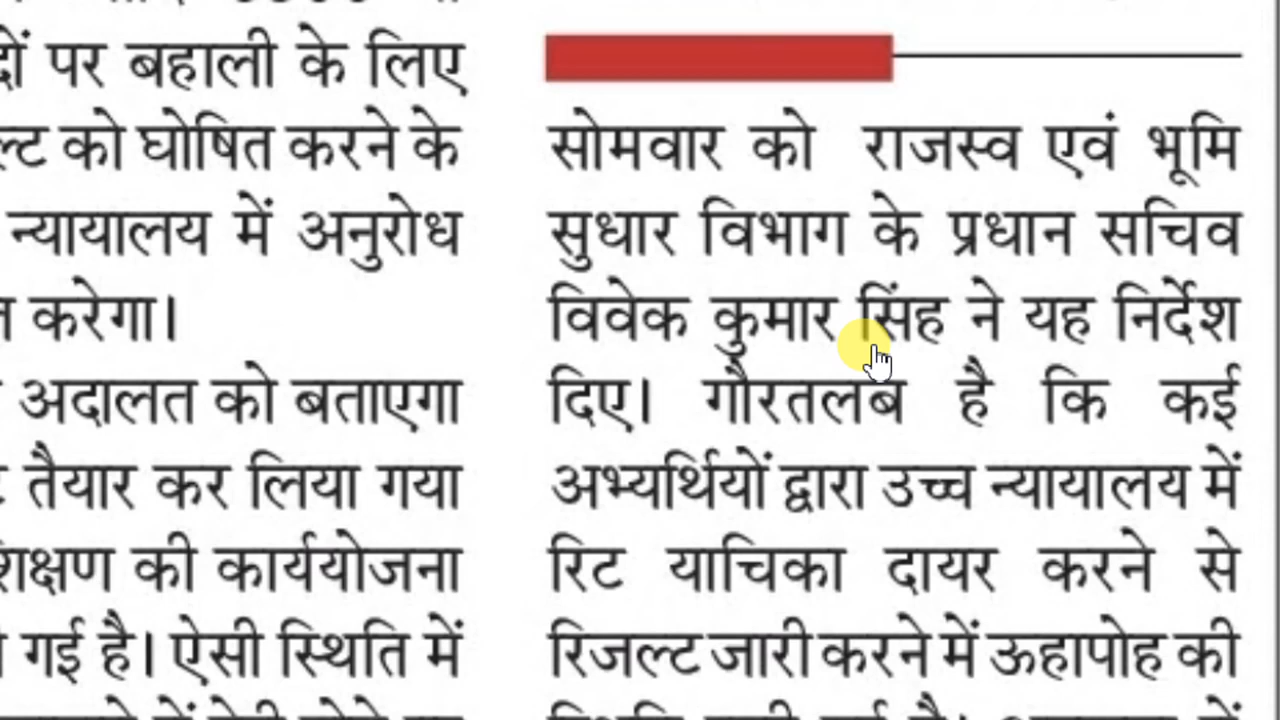 पर बहाली के लिए
को घोषित करने के
न्यायालय में अनुरोध
करेगा।
अदालत को बताएगा
तैयार कर लिया गया
की कार्ययोजना
गई है। ऐसी स्थिति में
सोमवार को राजस्व एवं भूमि
सुधार विभाग के प्रधान सचिव
विवेक कुमार सिंह ने यह निर्देश
दिए। गौरतलब है कि कई
अभ्यर्थियों द्वारा उच्च न्यायालय में
रिट याचिका दायर करने से
रिजल्ट जारी करने में ऊहापोह की